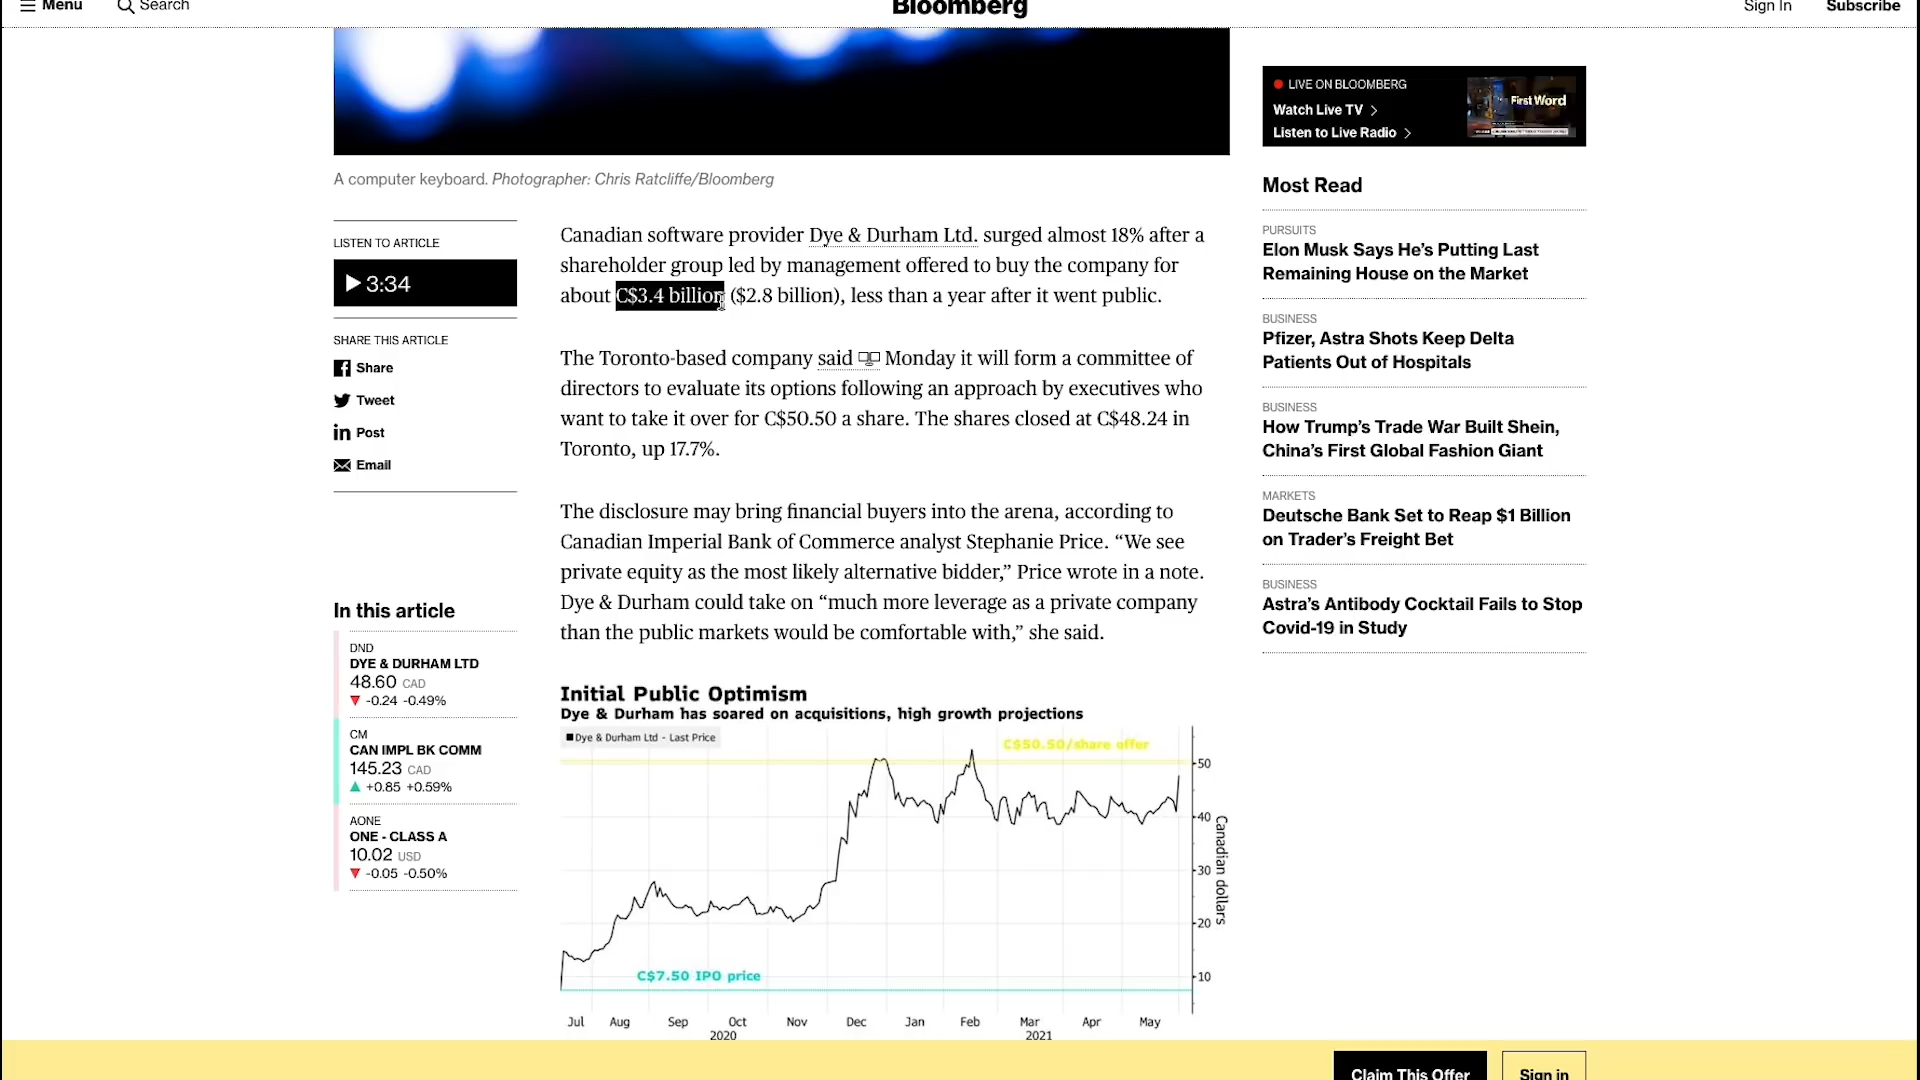 Menu
Search
Bloomberg
Sign In
Subscribe
A computer keyboard. Photographer: Chris Ratcliffe/Bloomberg
LISTEN TO ARTICLE
3:34
SHARE THIS ARTICLE
Share
Tweet
Post
Email
In this article
DND
DYE & DURHAM LTD
48.60 CAD
-0.24 -0.49%
CM
CAN IMPL BK COMM
145.23 CAD
+0.85 +0.59%
AONE
ONE - CLASS A
10.02 USD
-0.05 -0.50%
Canadian software provider Dye & Durham Ltd. surged almost 18% after a
shareholder group led by management offered to buy the company for
about C$3.4 billion ($2.8 billion), less than a year after it went public.
The Toronto-based company said Monday it will form a committee of
directors to evaluate its options following an approach by executives who
want to take it over for C$50.50 a share. The shares closed at C$48.24 in
Toronto, up 17.7%.
The disclosure may bring financial buyers into the arena, according to
Canadian Imperial Bank of Commerce analyst Stephanie Price. “We see
private equity as the most likely alternative bidder,” Price wrote in a note.
Dye & Durham could take on “much more leverage as a private company
than the public markets would be comfortable with,” she said.
Initial Public Optimism
Dye & Durham has soared on acquisitions, high growth projections
Dye & Durham Ltd - Last Price
C$50.50/share offer
50
40
30
20
10
Canadian dollars
C$7.50 IPO price
Jul Aug Sep Oct Nov Dec Jan Feb Mar Apr May
2020 2021
LIVE ON BLOOMBERG
Watch Live TV
Listen to Live Radio
First Word
Most Read
PURSUITS
Elon Musk Says He’s Putting Last
Remaining House on the Market
BUSINESS
Pfizer, Astra Shots Keep Delta
Patients Out of Hospitals
BUSINESS
How Trump’s Trade War Built Shein,
China’s First Global Fashion Giant
MARKETS
Deutsche Bank Set to Reap $1 Billion
on Trader’s Freight Bet
BUSINESS
Astra’s Antibody Cocktail Fails to Stop
Covid-19 in Study
Claim This Offer
Sign in